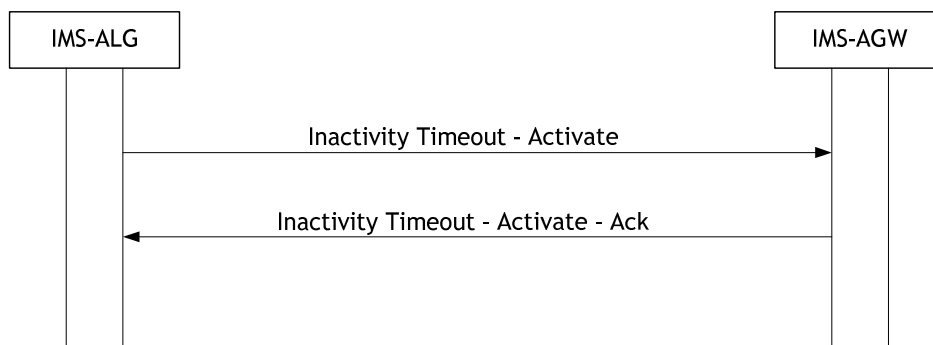 IMS-ALG
IMS-AGW
Inactivity Timeout - Activate
Inactivity Timeout - Activate - Ack